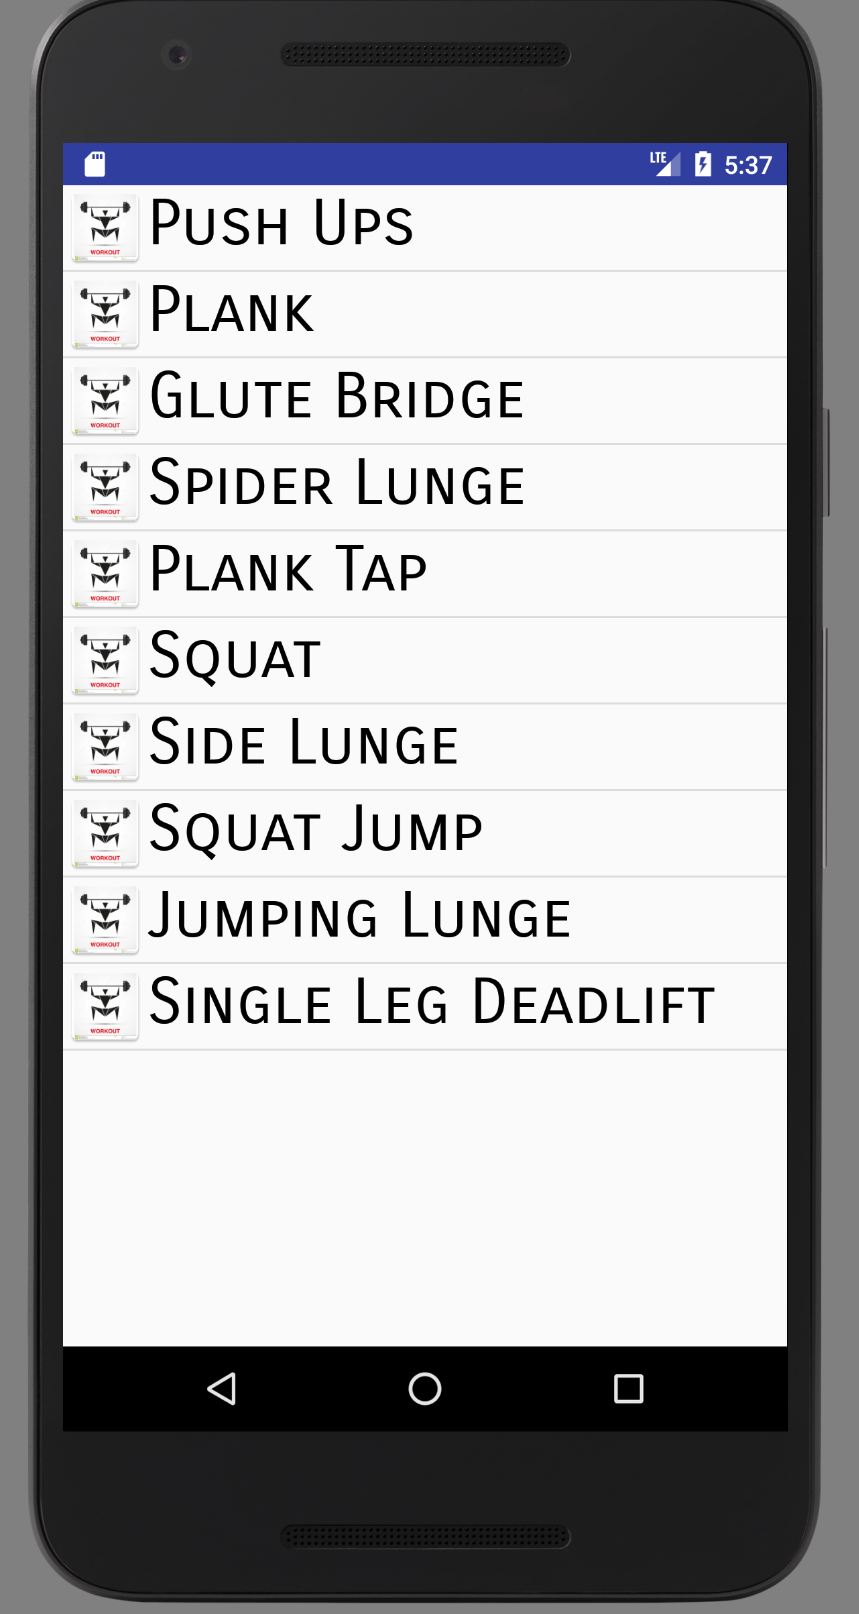 LTE 5:37
Push Ups
WORKOUT
Plank
WORKOUT
Glute Bridge
WORKOUT
Spider Lunge
WORKOUT
Plank Tap
WORKOUT
Squat
WORKOUT
Side Lunge
WORKOUT
Squat Jump
WORKOUT
Jumping Lunge
WORKOUT
Single Leg Deadlift
WORKOUT